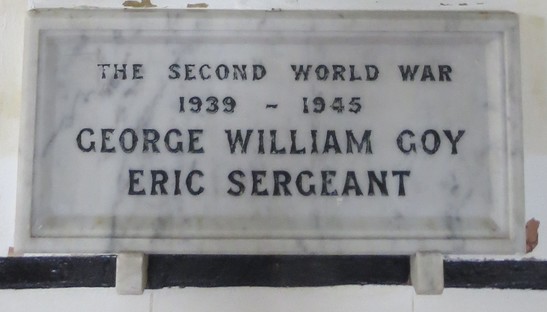 THE SECOND WORLD WAR
1939 ~ 1945
GEORGE WILLIAM GOY
ERIC SERGEANT